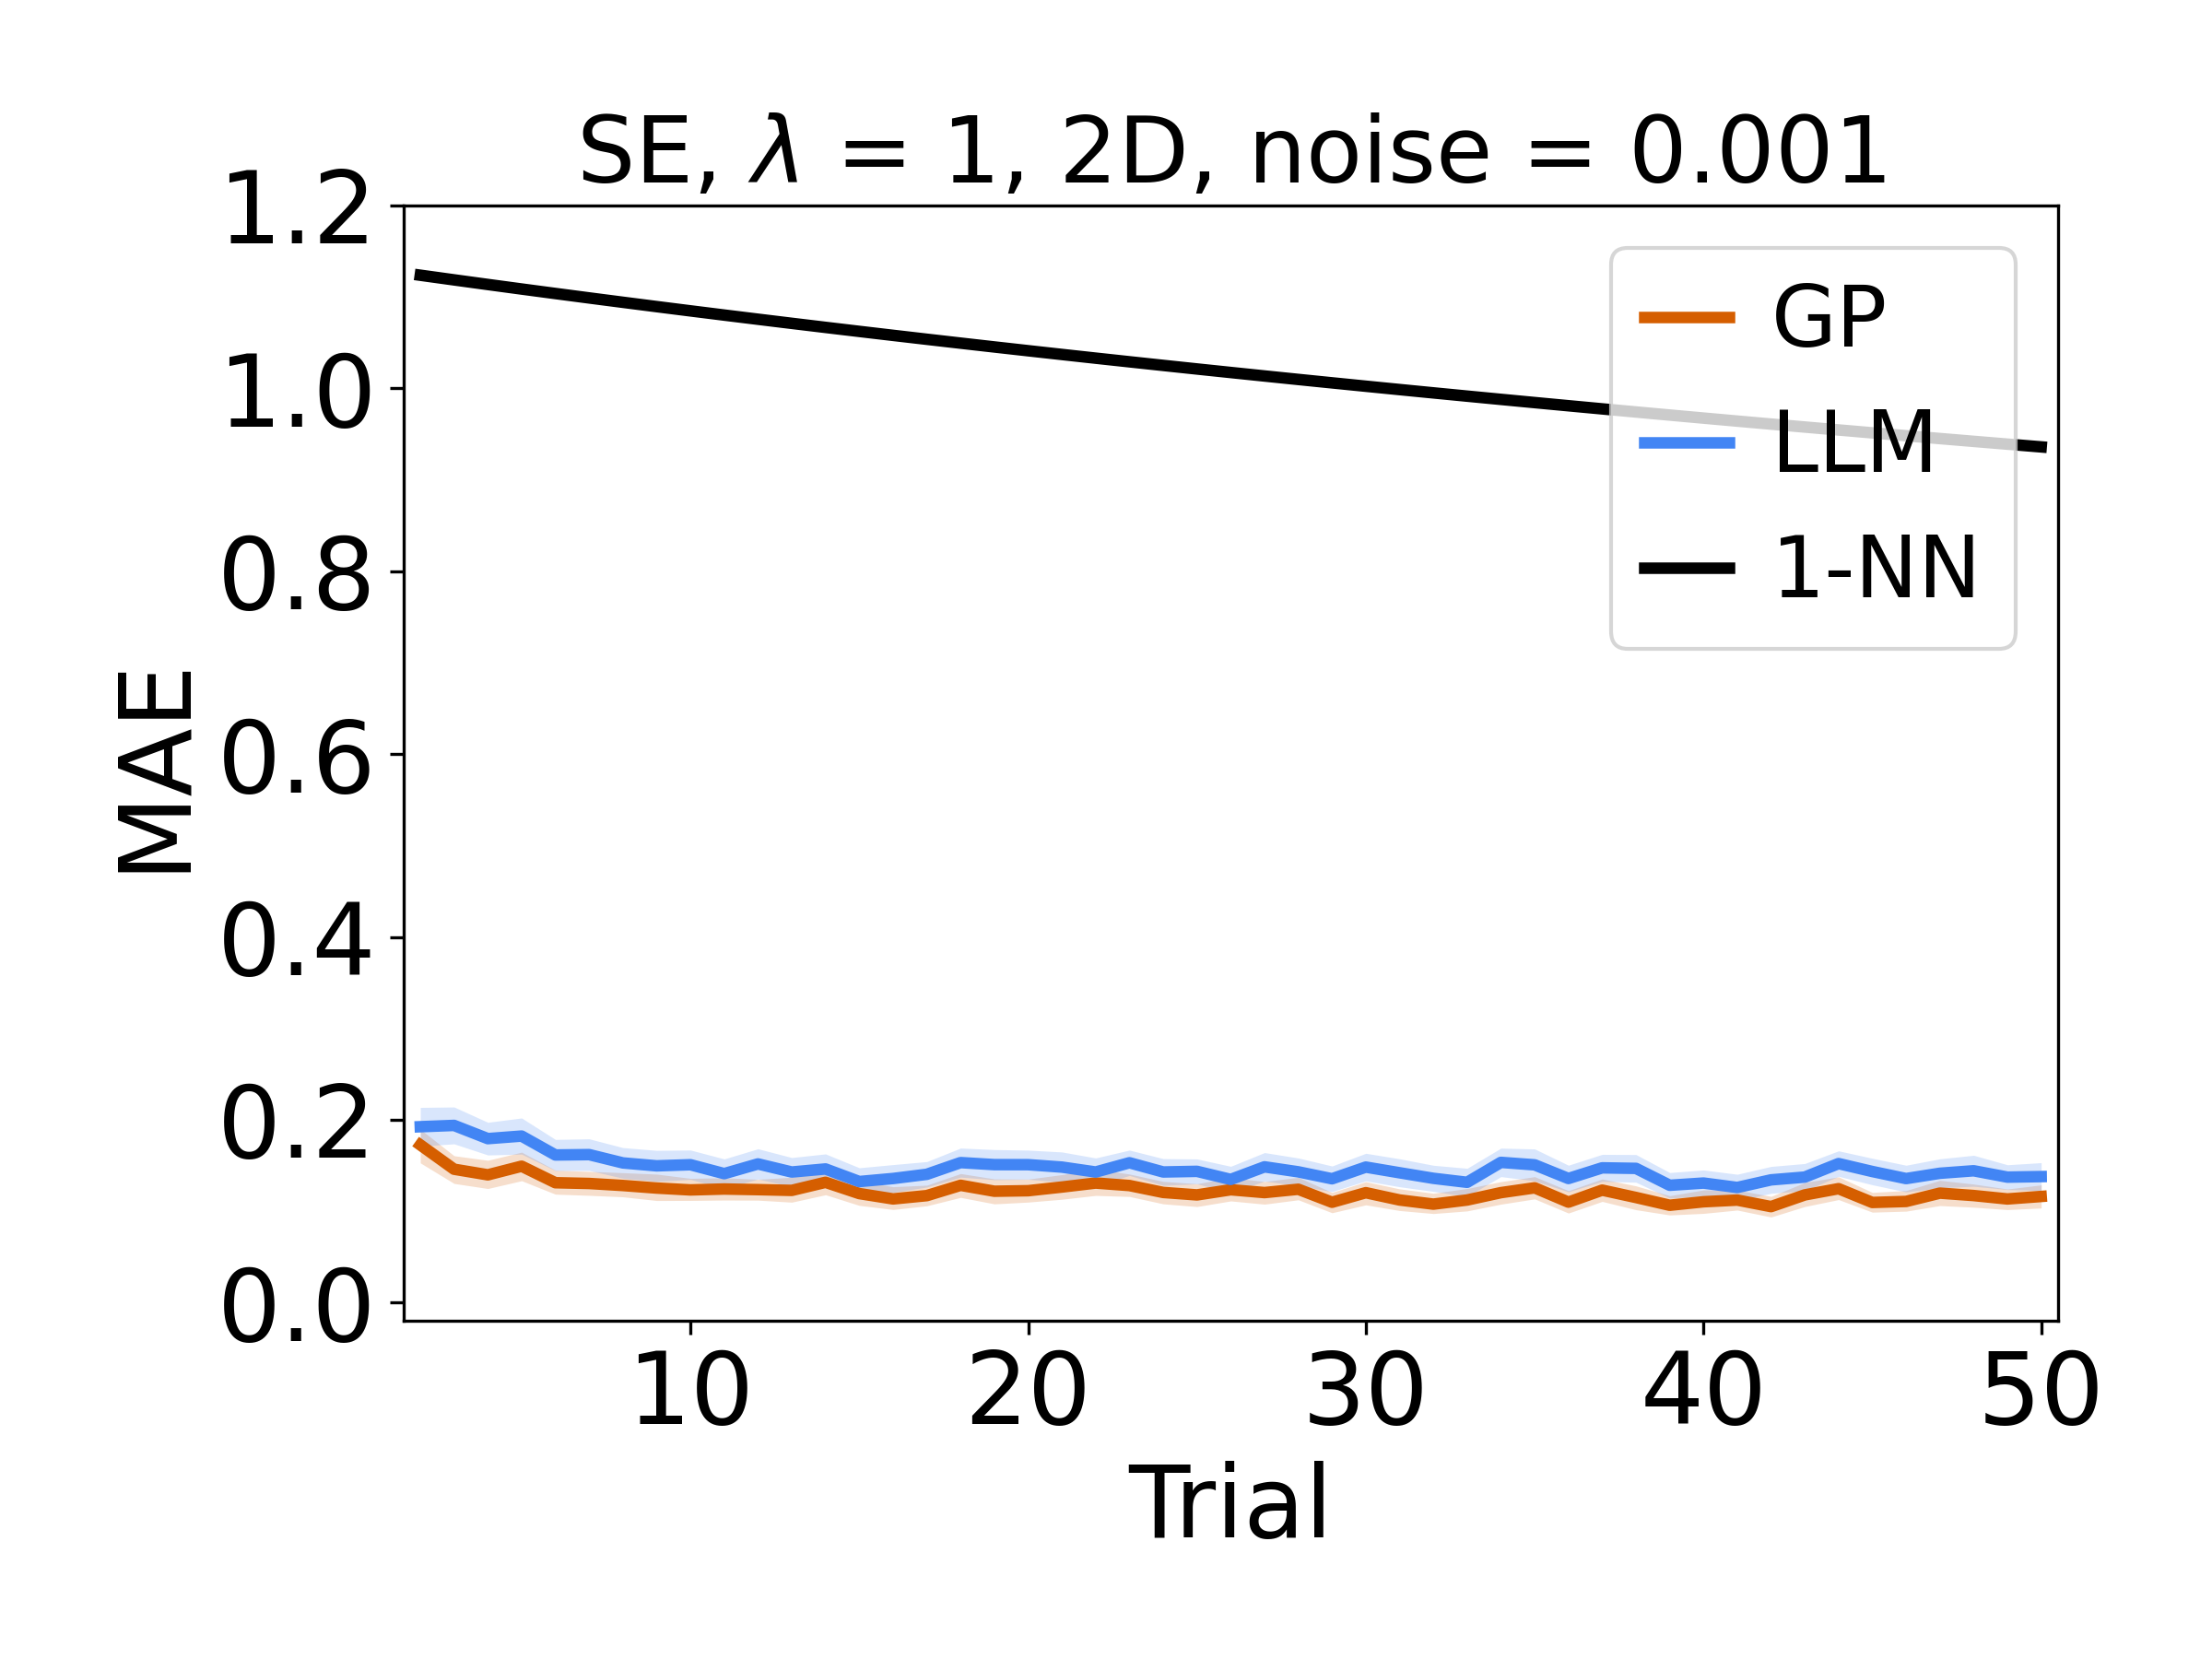 SE, λ = 1, 2D, noise = 0.001
1.2
1.0
0.8
0.6
0.4
0.2
0.0
MAE
GP
LLM
1-NN
10 20 30 40 50
Trial